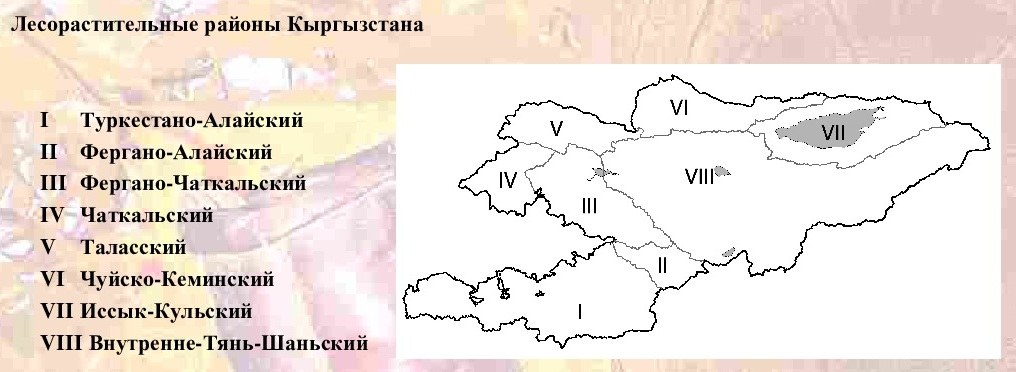 Лесорастительные районы Кыргызстана
I Туркестано-Алайский
II Фергано-Алайский
III Фергано-Чаткальский
IV Чаткальский
V Таласский
VI Чуйско-Кеминский
VII Иссык-Кульский
VIII Внутренне-Тянь-Шаньский
VI
V
VII
IV
VIII
III
II
I